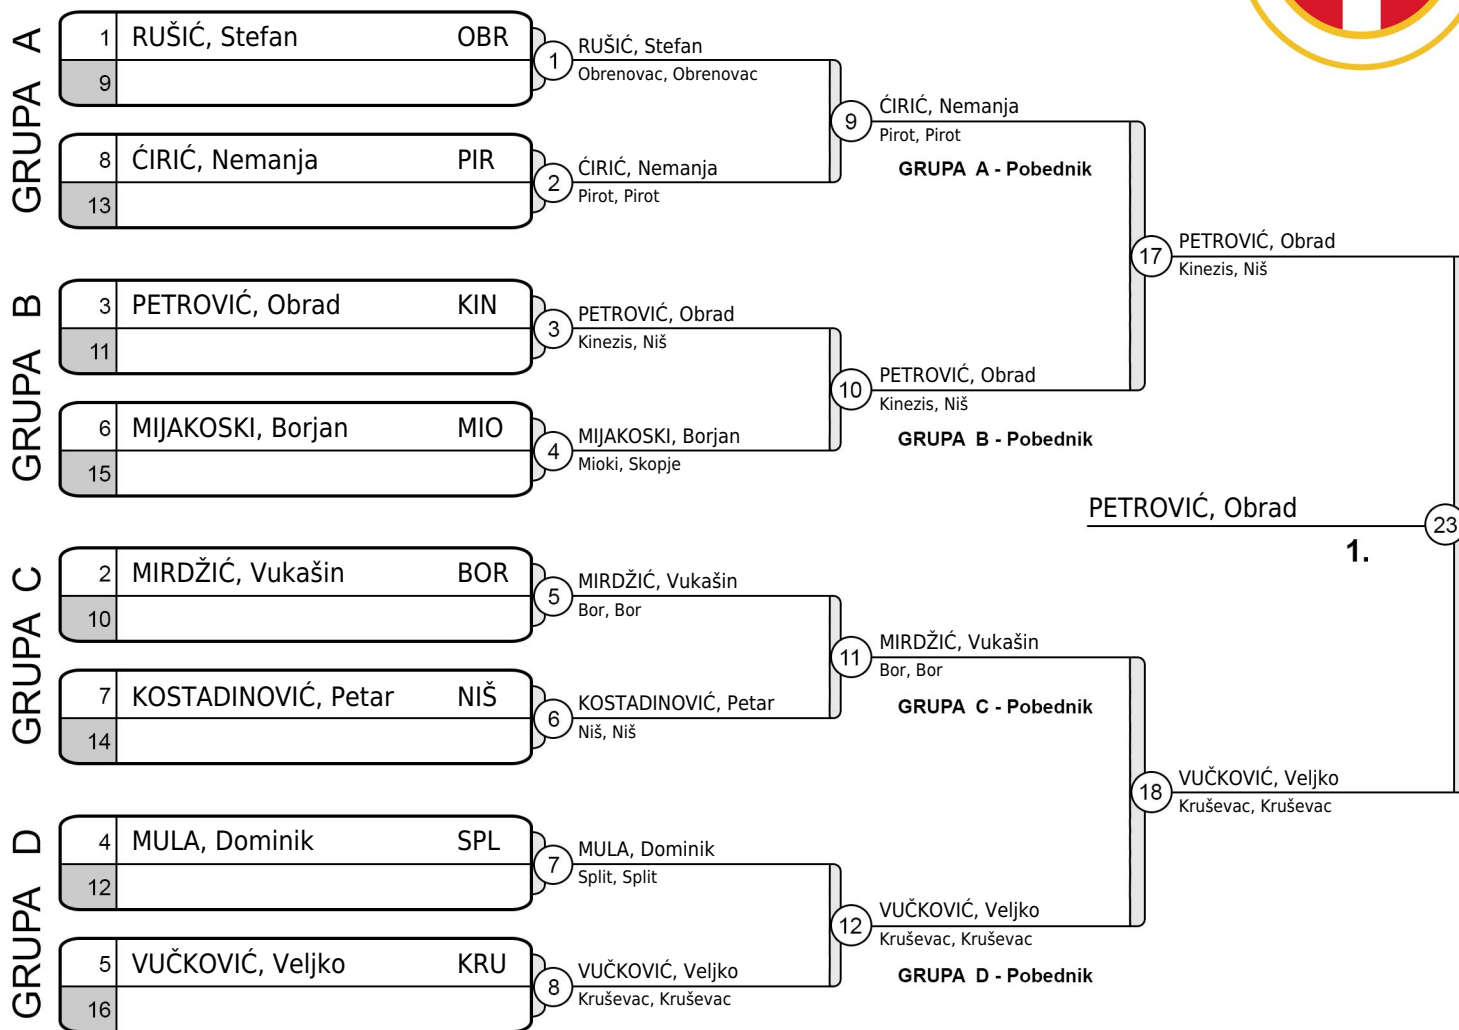 GRUPA A
1 RUŠIĆ, Stefan OBR
9
8 ĆIRIĆ, Nemanja PIR
13
GRUPA B
3 PETROVIĆ, Obrad KIN
11
6 MIJAKOSKI, Borjan MIO
15
GRUPA C
2 MIRDŽIĆ, Vukašin BOR
10
7 KOSTADINOVIĆ, Petar NIŠ
14
GRUPA D
4 MULA, Dominik SPL
12
5 VUČKOVIĆ, Veljko KRU
16
1 RUŠIĆ, Stefan
Obrenovac, Obrenovac
2 ĆIRIĆ, Nemanja
Pirot, Pirot
3 PETROVIĆ, Obrad
Kinezis, Niš
4 MIJAKOSKI, Borjan
Mioki, Skopje
5 MIRDŽIĆ, Vukašin
Bor, Bor
6 KOSTADINOVIĆ, Petar
Niš, Niš
7 MULA, Dominik
Split, Split
8 VUČKOVIĆ, Veljko
Kruševac, Kruševac
9 ĆIRIĆ, Nemanja
Pirot, Pirot
GRUPA A - Pobednik
10 PETROVIĆ, Obrad
Kinezis, Niš
GRUPA B - Pobednik
11 MIRDŽIĆ, Vukašin
Bor, Bor
GRUPA C - Pobednik
12 VUČKOVIĆ, Veljko
Kruševac, Kruševac
GRUPA D - Pobednik
17 PETROVIĆ, Obrad
Kinezis, Niš
18 VUČKOVIĆ, Veljko
Kruševac, Kruševac
PETROVIĆ, Obrad 23
1.